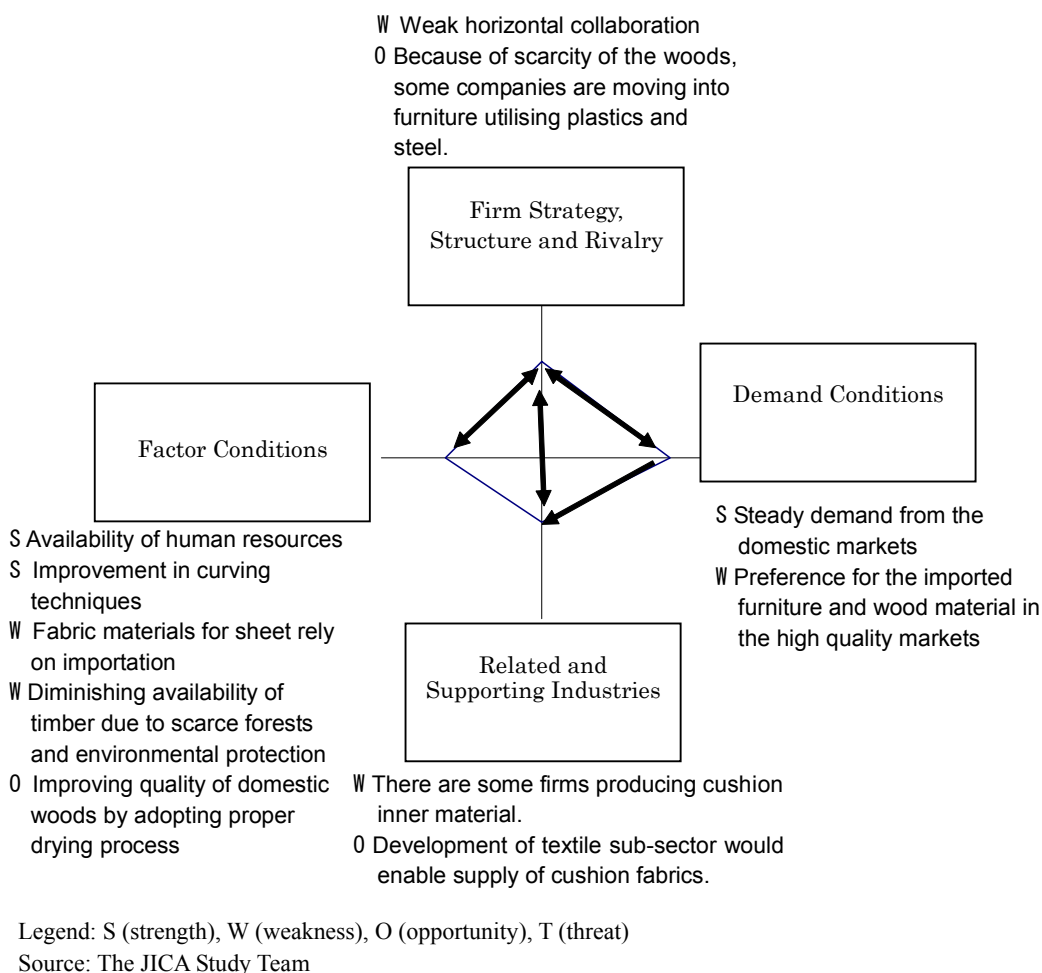 W Weak horizontal collaboration
O Because of scarcity of the woods,
some companies are moving into
furniture utilising plastics and
steel.
Firm Strategy,
Structure and Rivalry
Demand Conditions
Factor Conditions
S Steady demand from the
domestic markets
W Preference for the imported
furniture and wood material in
the high quality markets
S Availability of human resources
S Improvement in curving
techniques
W Fabric materials for sheet rely
on importation
W Diminishing availability of
timber due to scarce forests
and environmental protection
O Improving quality of domestic
woods by adopting proper
drying process
Related and
Supporting Industries
W There are some firms producing cushion
inner material.
O Development of textile sub-sector would
enable supply of cushion fabrics.
Legend: S (strength), W (weakness), O (opportunity), T (threat)
Source: The JICA Study Team